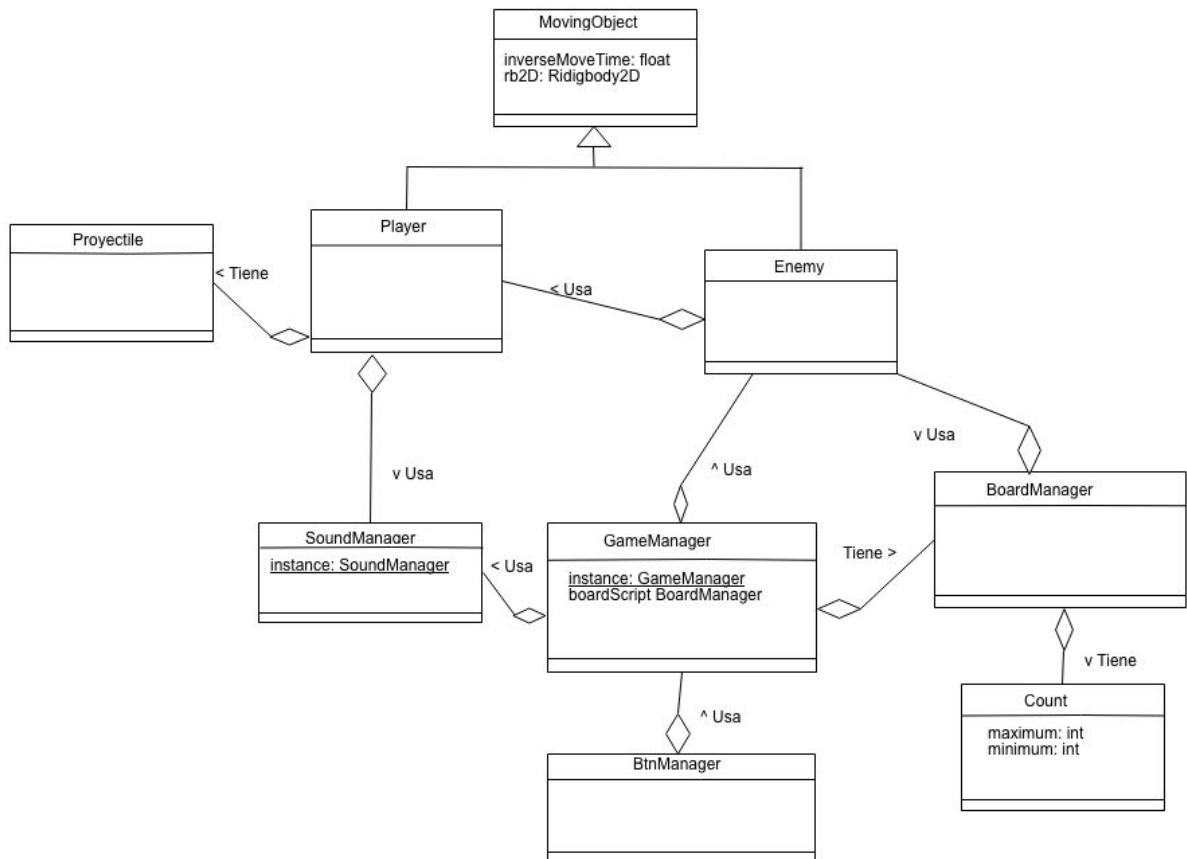 MovingObject
inverseMoveTime: float
rb2D: Ridigbody2D
Proyectile
< Tiene
Player
< Usa
Enemy
v Usa
^ Usa
v Usa
BoardManager
SoundManager
instance: SoundManager
< Usa
GameManager
instance: GameManager
boardScript BoardManager
Tiene >
v Tiene
Count
maximum: int
minimum: int
^ Usa
BtnManager